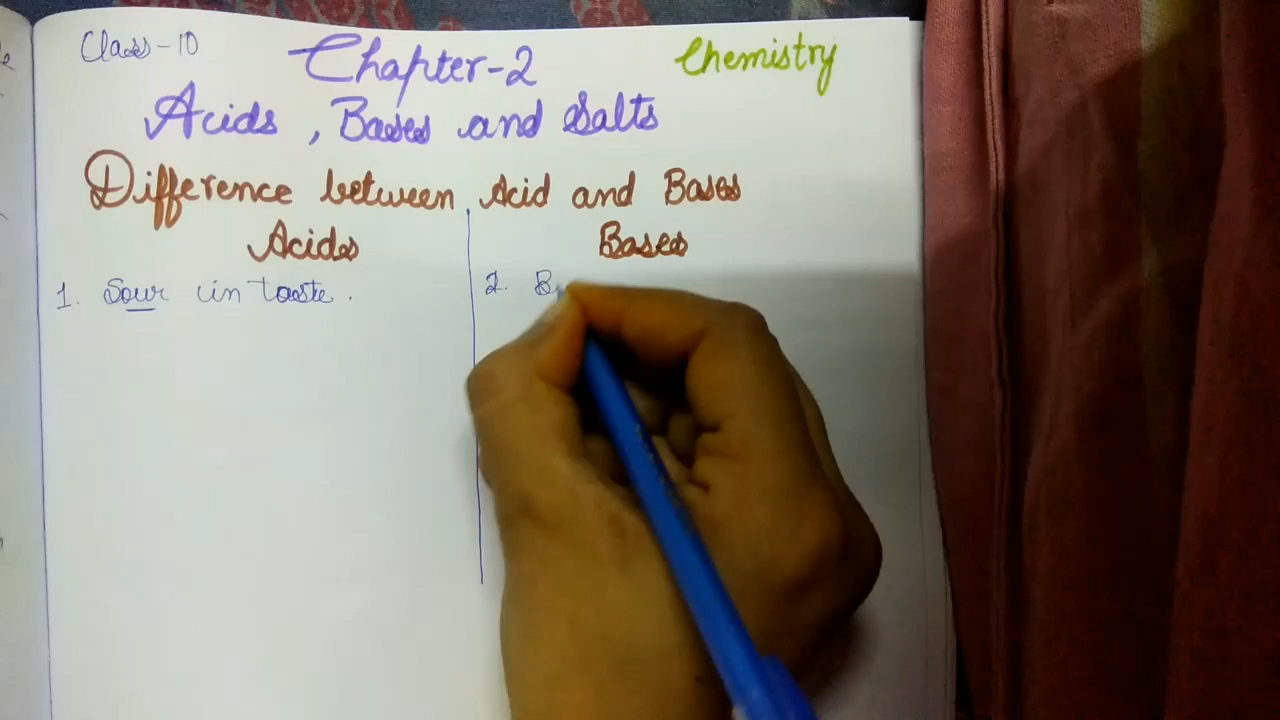 Class-10
Chapter-2
Chemistry
Acids, Bases and Salts
Difference between Acid and Bases
Acids
Bases
1. Sour in taste.
2. B